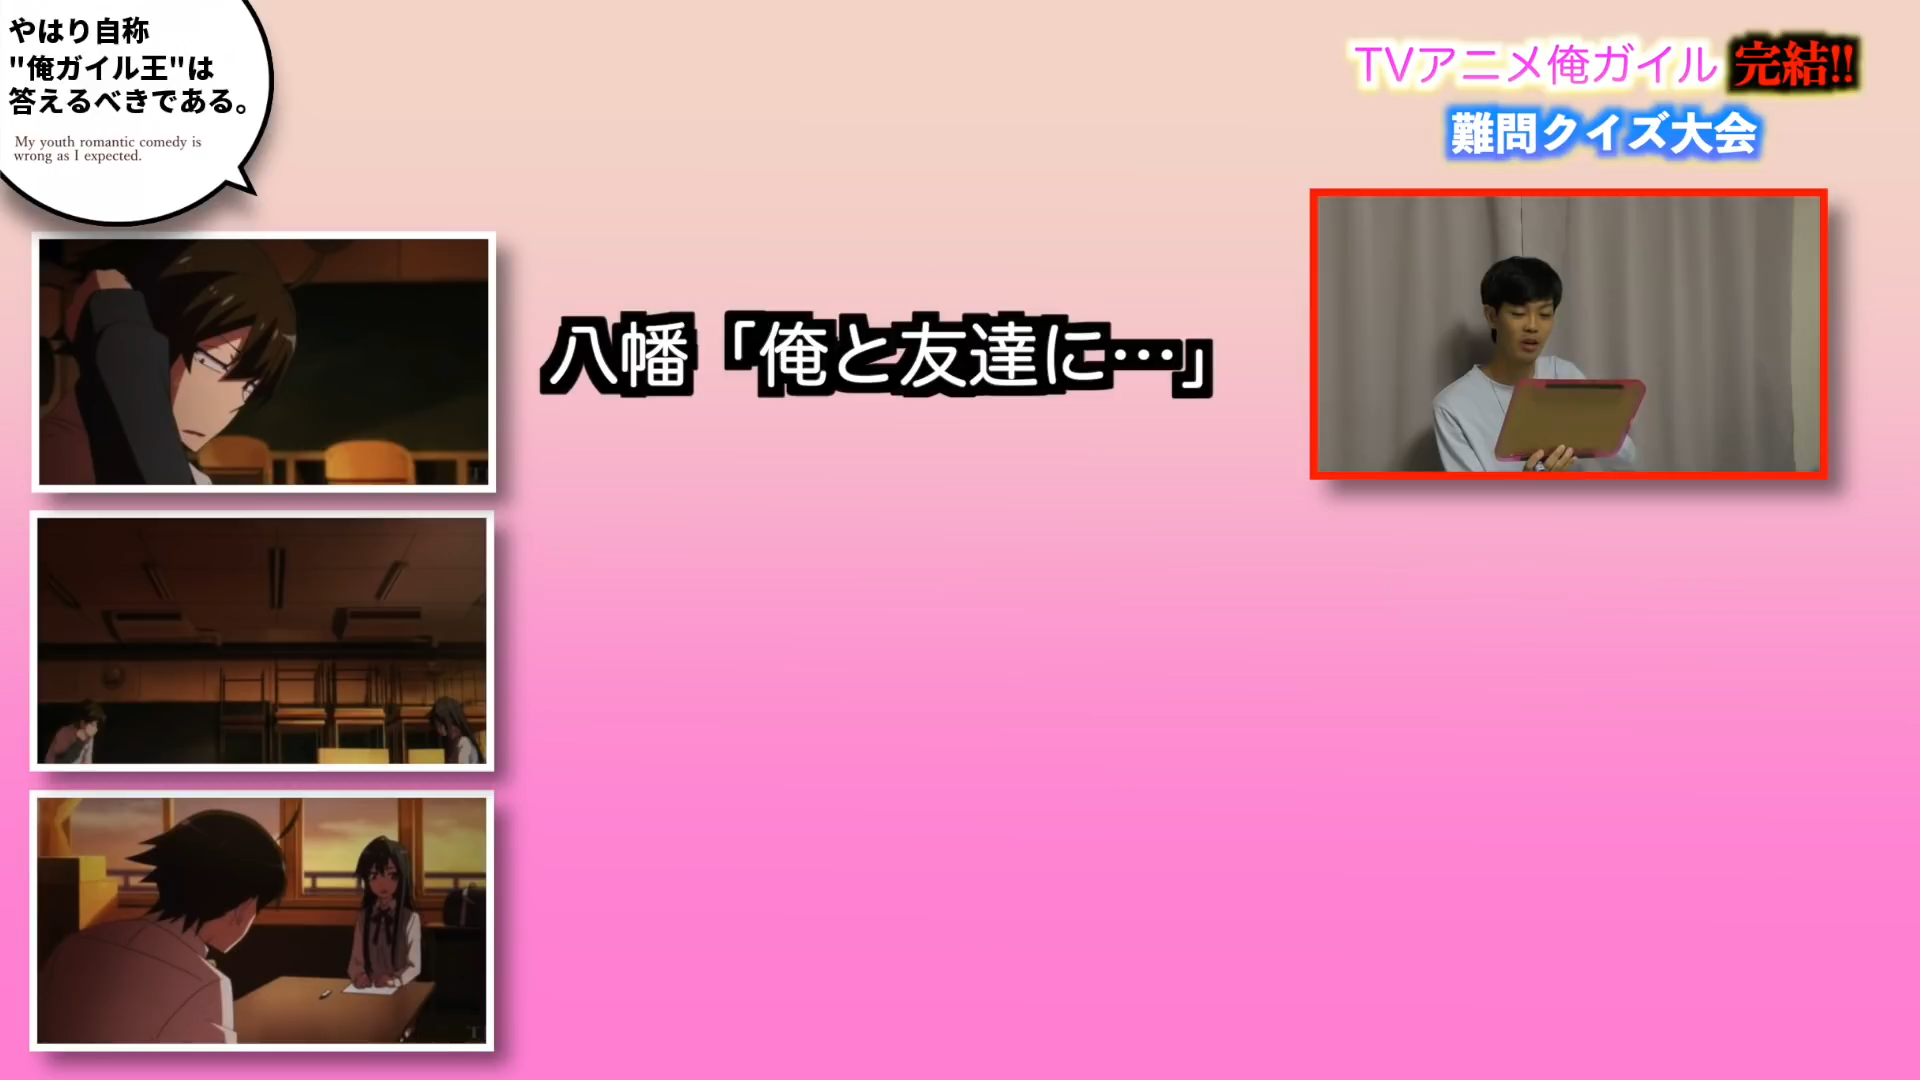 やはり自称
"俺ガイル王"は
答えるべきである。
My youth romantic comedy is
wrong as I expected.
TVアニメ俺ガイル 完結!!
難問クイズ大会
八幡「俺と友達に…」